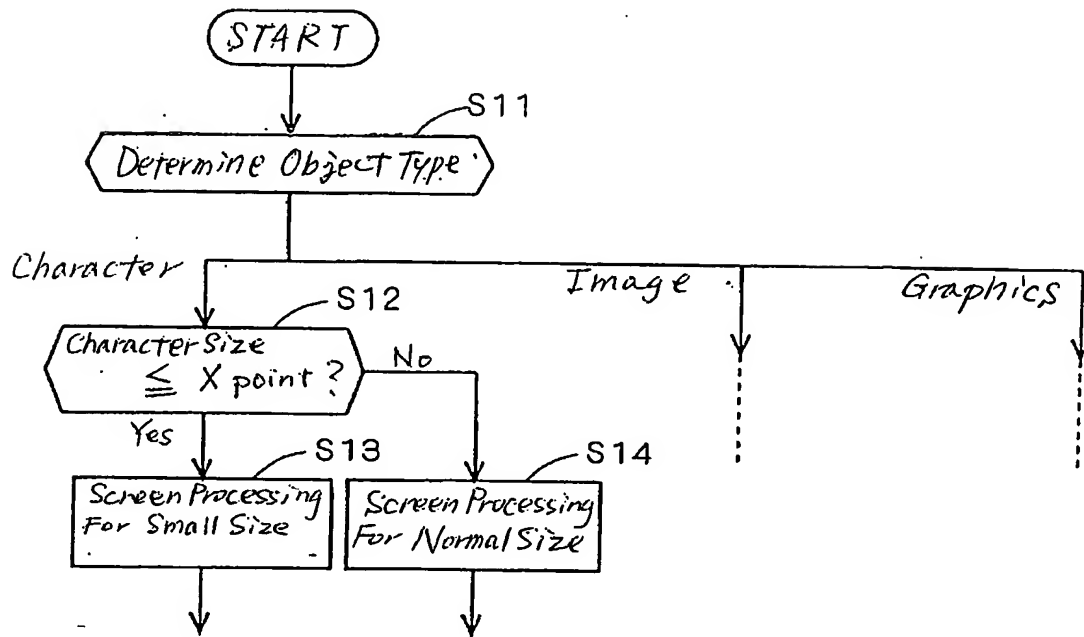 START
S11
Determine Object Type
Character
Image
Graphics
S12
Character Size
≦ X point?
No
Yes
S13
S14
Screen Processing
For Small Size
Screen Processing
For Normal Size